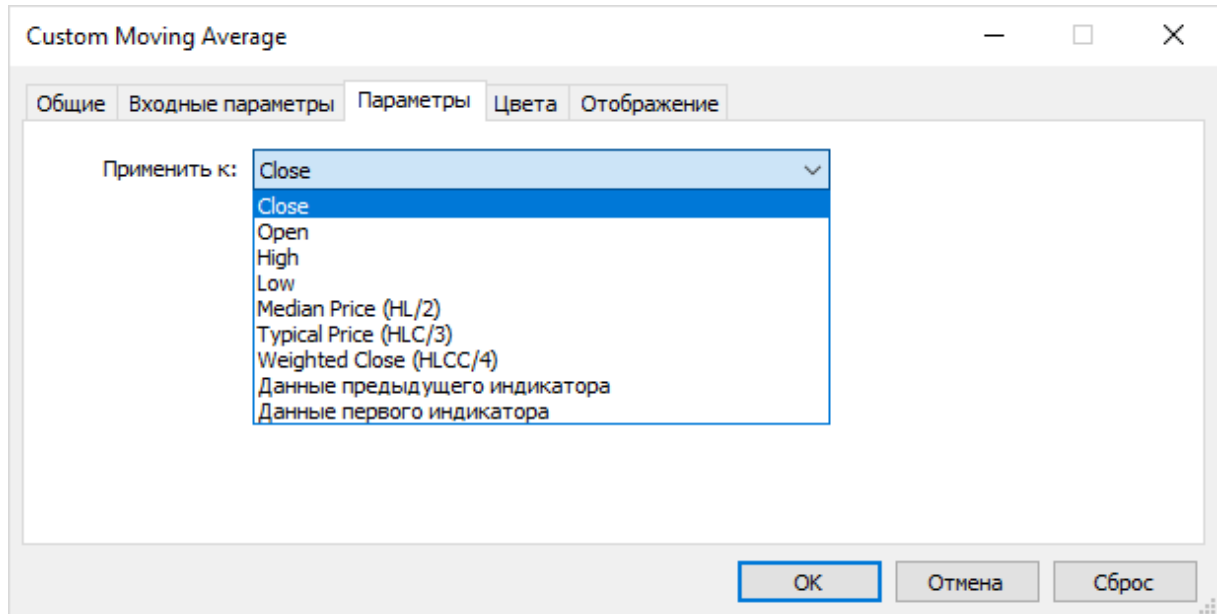 Custom Moving Average
Общие Входные параметры Параметры Цвета Отображение
Применить к: Close
Close
Open
High
Low
Median Price (HL/2)
Typical Price (HLC/3)
Weighted Close (HLCC/4)
Данные предыдущего индикатора
Данные первого индикатора
OK Отмена Сброс